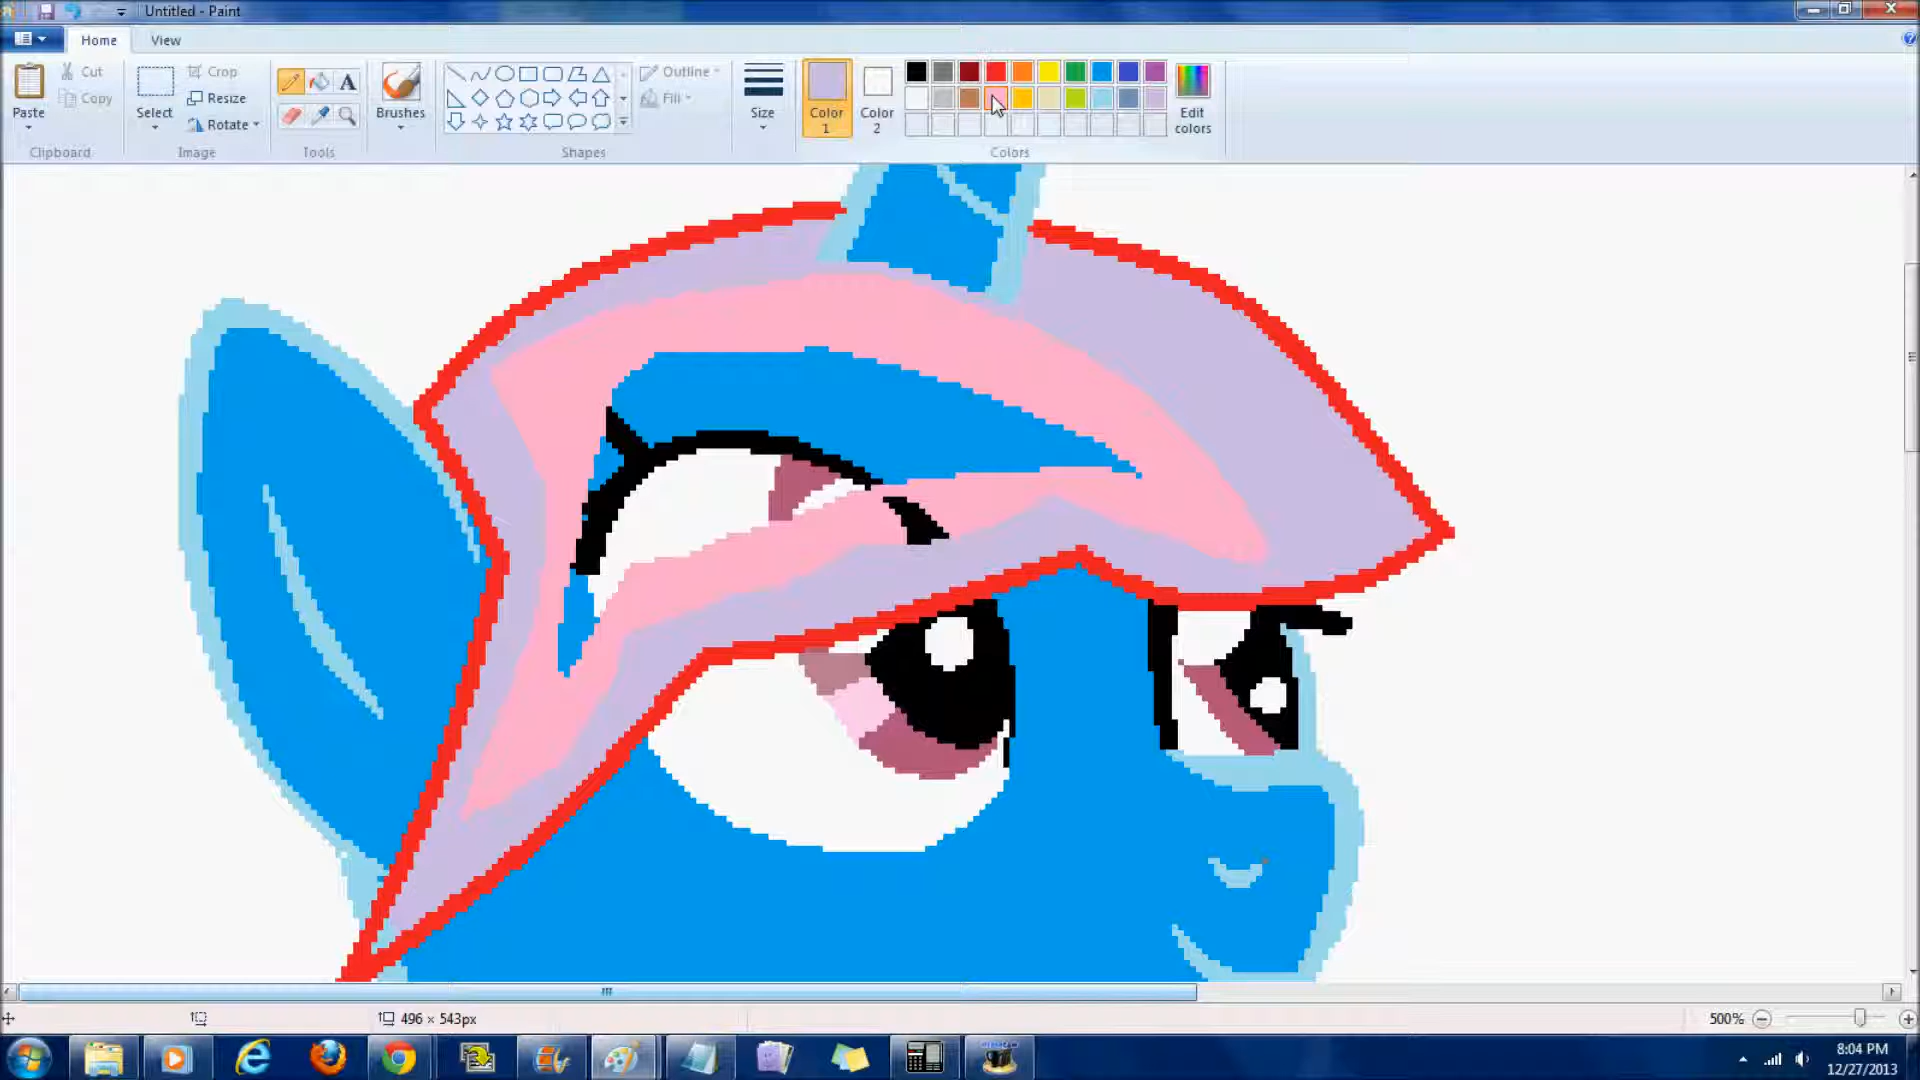 Untitled - Paint
Home View
Paste
Cut
Copy
Clipboard
Select
Crop
Resize
Rotate
Image
A
Tools
Brushes
Outline
Fill
Shapes
Size
Color 1
Color 2
Edit colors
Colors
496 × 543px
500%
8:04 PM
12/27/2013